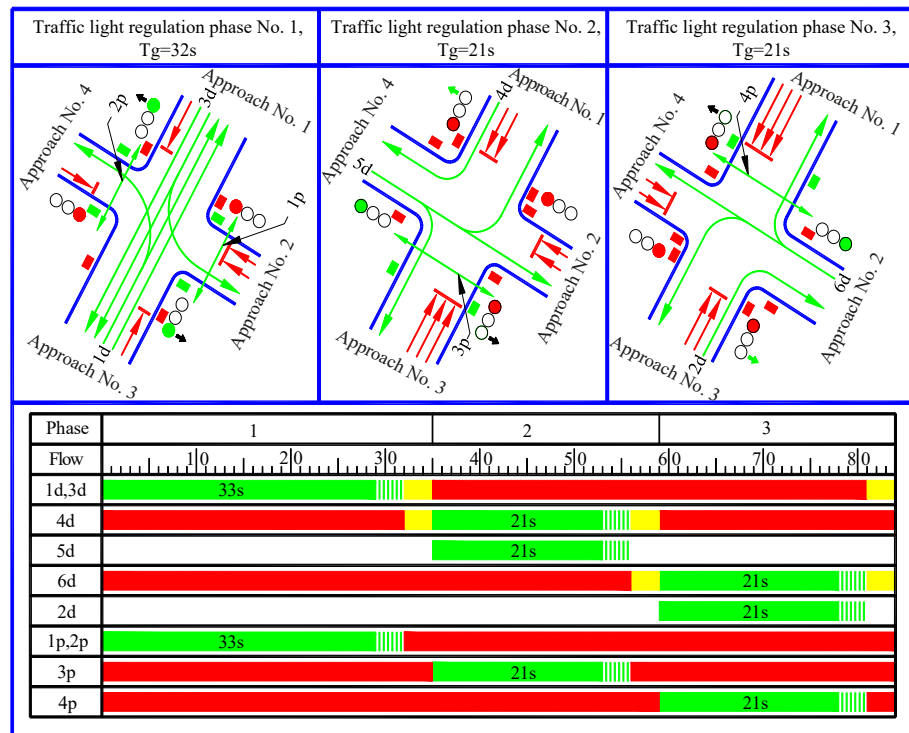 Traffic light regulation phase No. 1,
Tg=32s
Traffic light regulation phase No. 2,
Tg=21s
Traffic light regulation phase No. 3,
Tg=21s
Approach No. 4
2p
3d
Approach No. 1
1p
Approach No. 2
1d
Approach No. 3
Approach No. 4
4d
Approach No. 1
5d
Approach No. 2
3p
Approach No. 3
Approach No. 4
4p
Approach No. 1
6d
Approach No. 2
2d
Approach No. 3
Phase 1 2 3
Flow 10 20 30 40 50 60 70 80
1d,3d 33s
4d 21s
5d 21s
6d 21s
2d 21s
1p,2p 33s
3p 21s
4p 21s